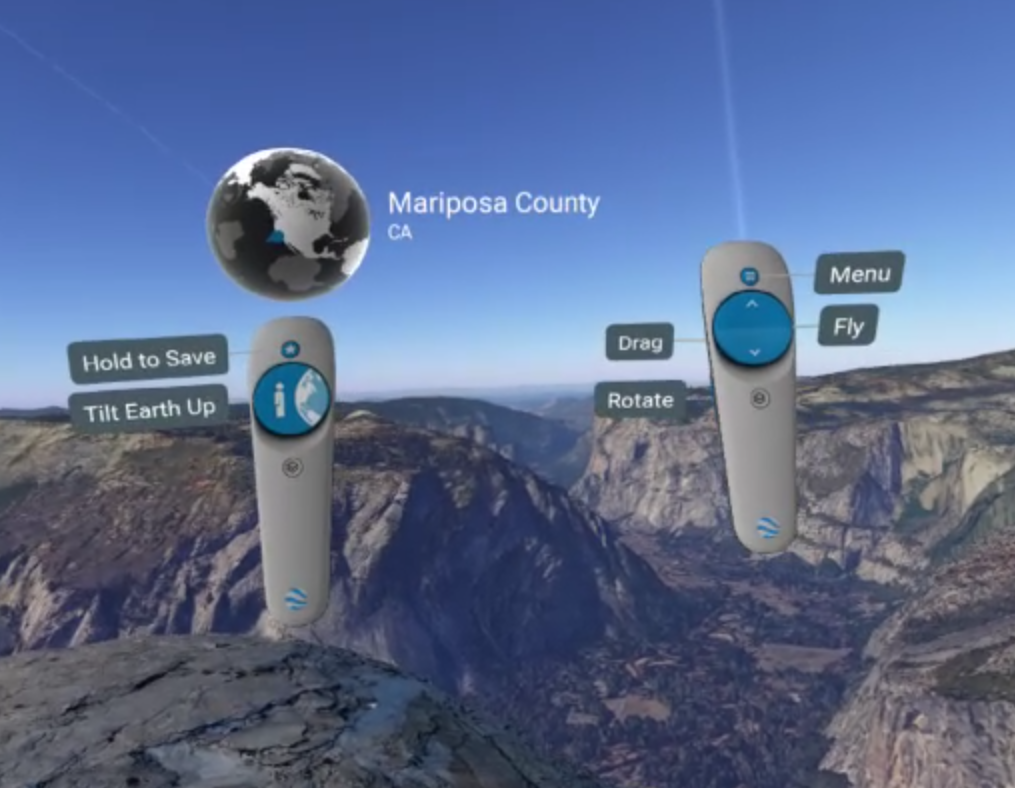 Mariposa County
CA
Hold to Save
Tilt Earth Up
Menu
Fly
Drag
Rotate